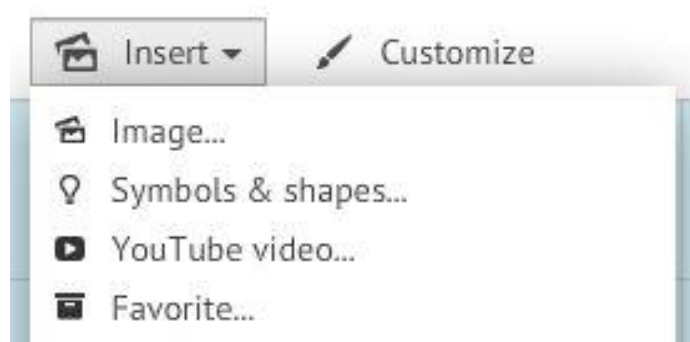 Insert Customize
Image...
Symbols & shapes...
YouTube video...
Favorite...